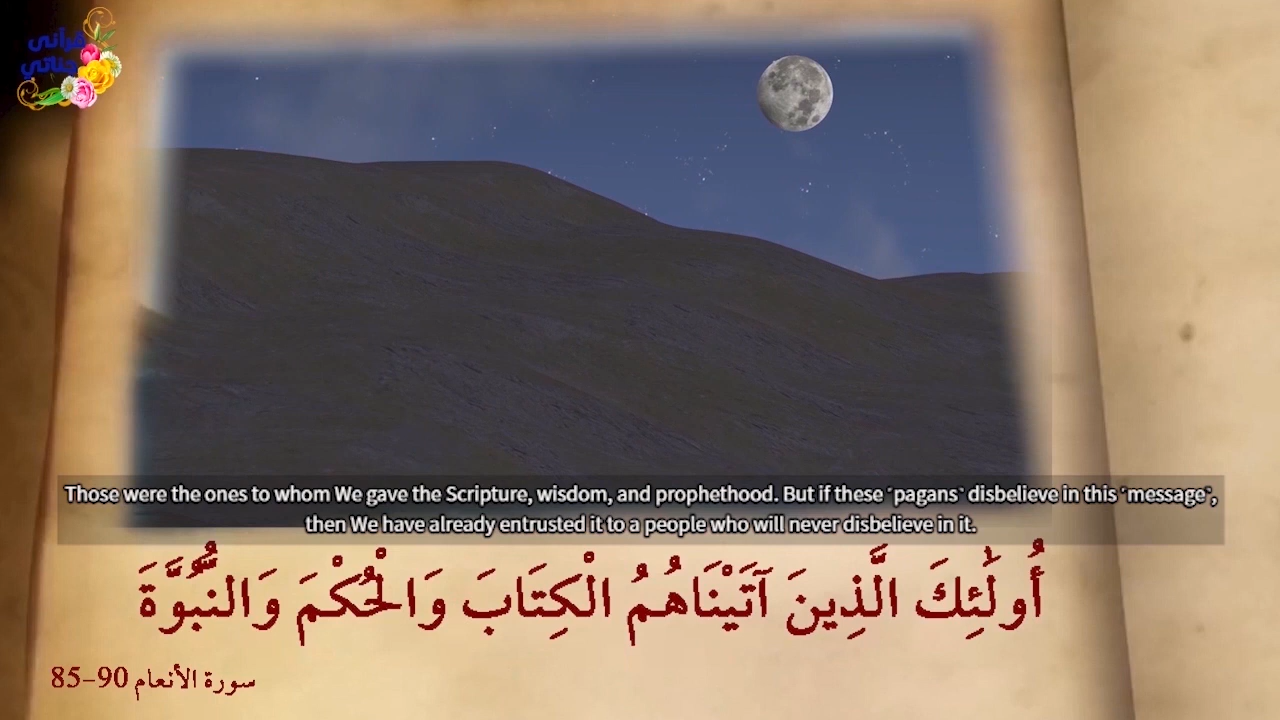 قرآنی
جناتي
Those were the ones to whom We gave the Scripture, wisdom, and prophethood. But if these ˹pagans˺ disbelieve in this ˹message˺,
then We have already entrusted it to a people who will never disbelieve in it.
أُولَٰئِكَ الَّذِينَ آتَيْنَاهُمُ الْكِتَابَ وَالْحُكْمَ وَالنُّبُوَّةَ
سورة الأنعام 90-85